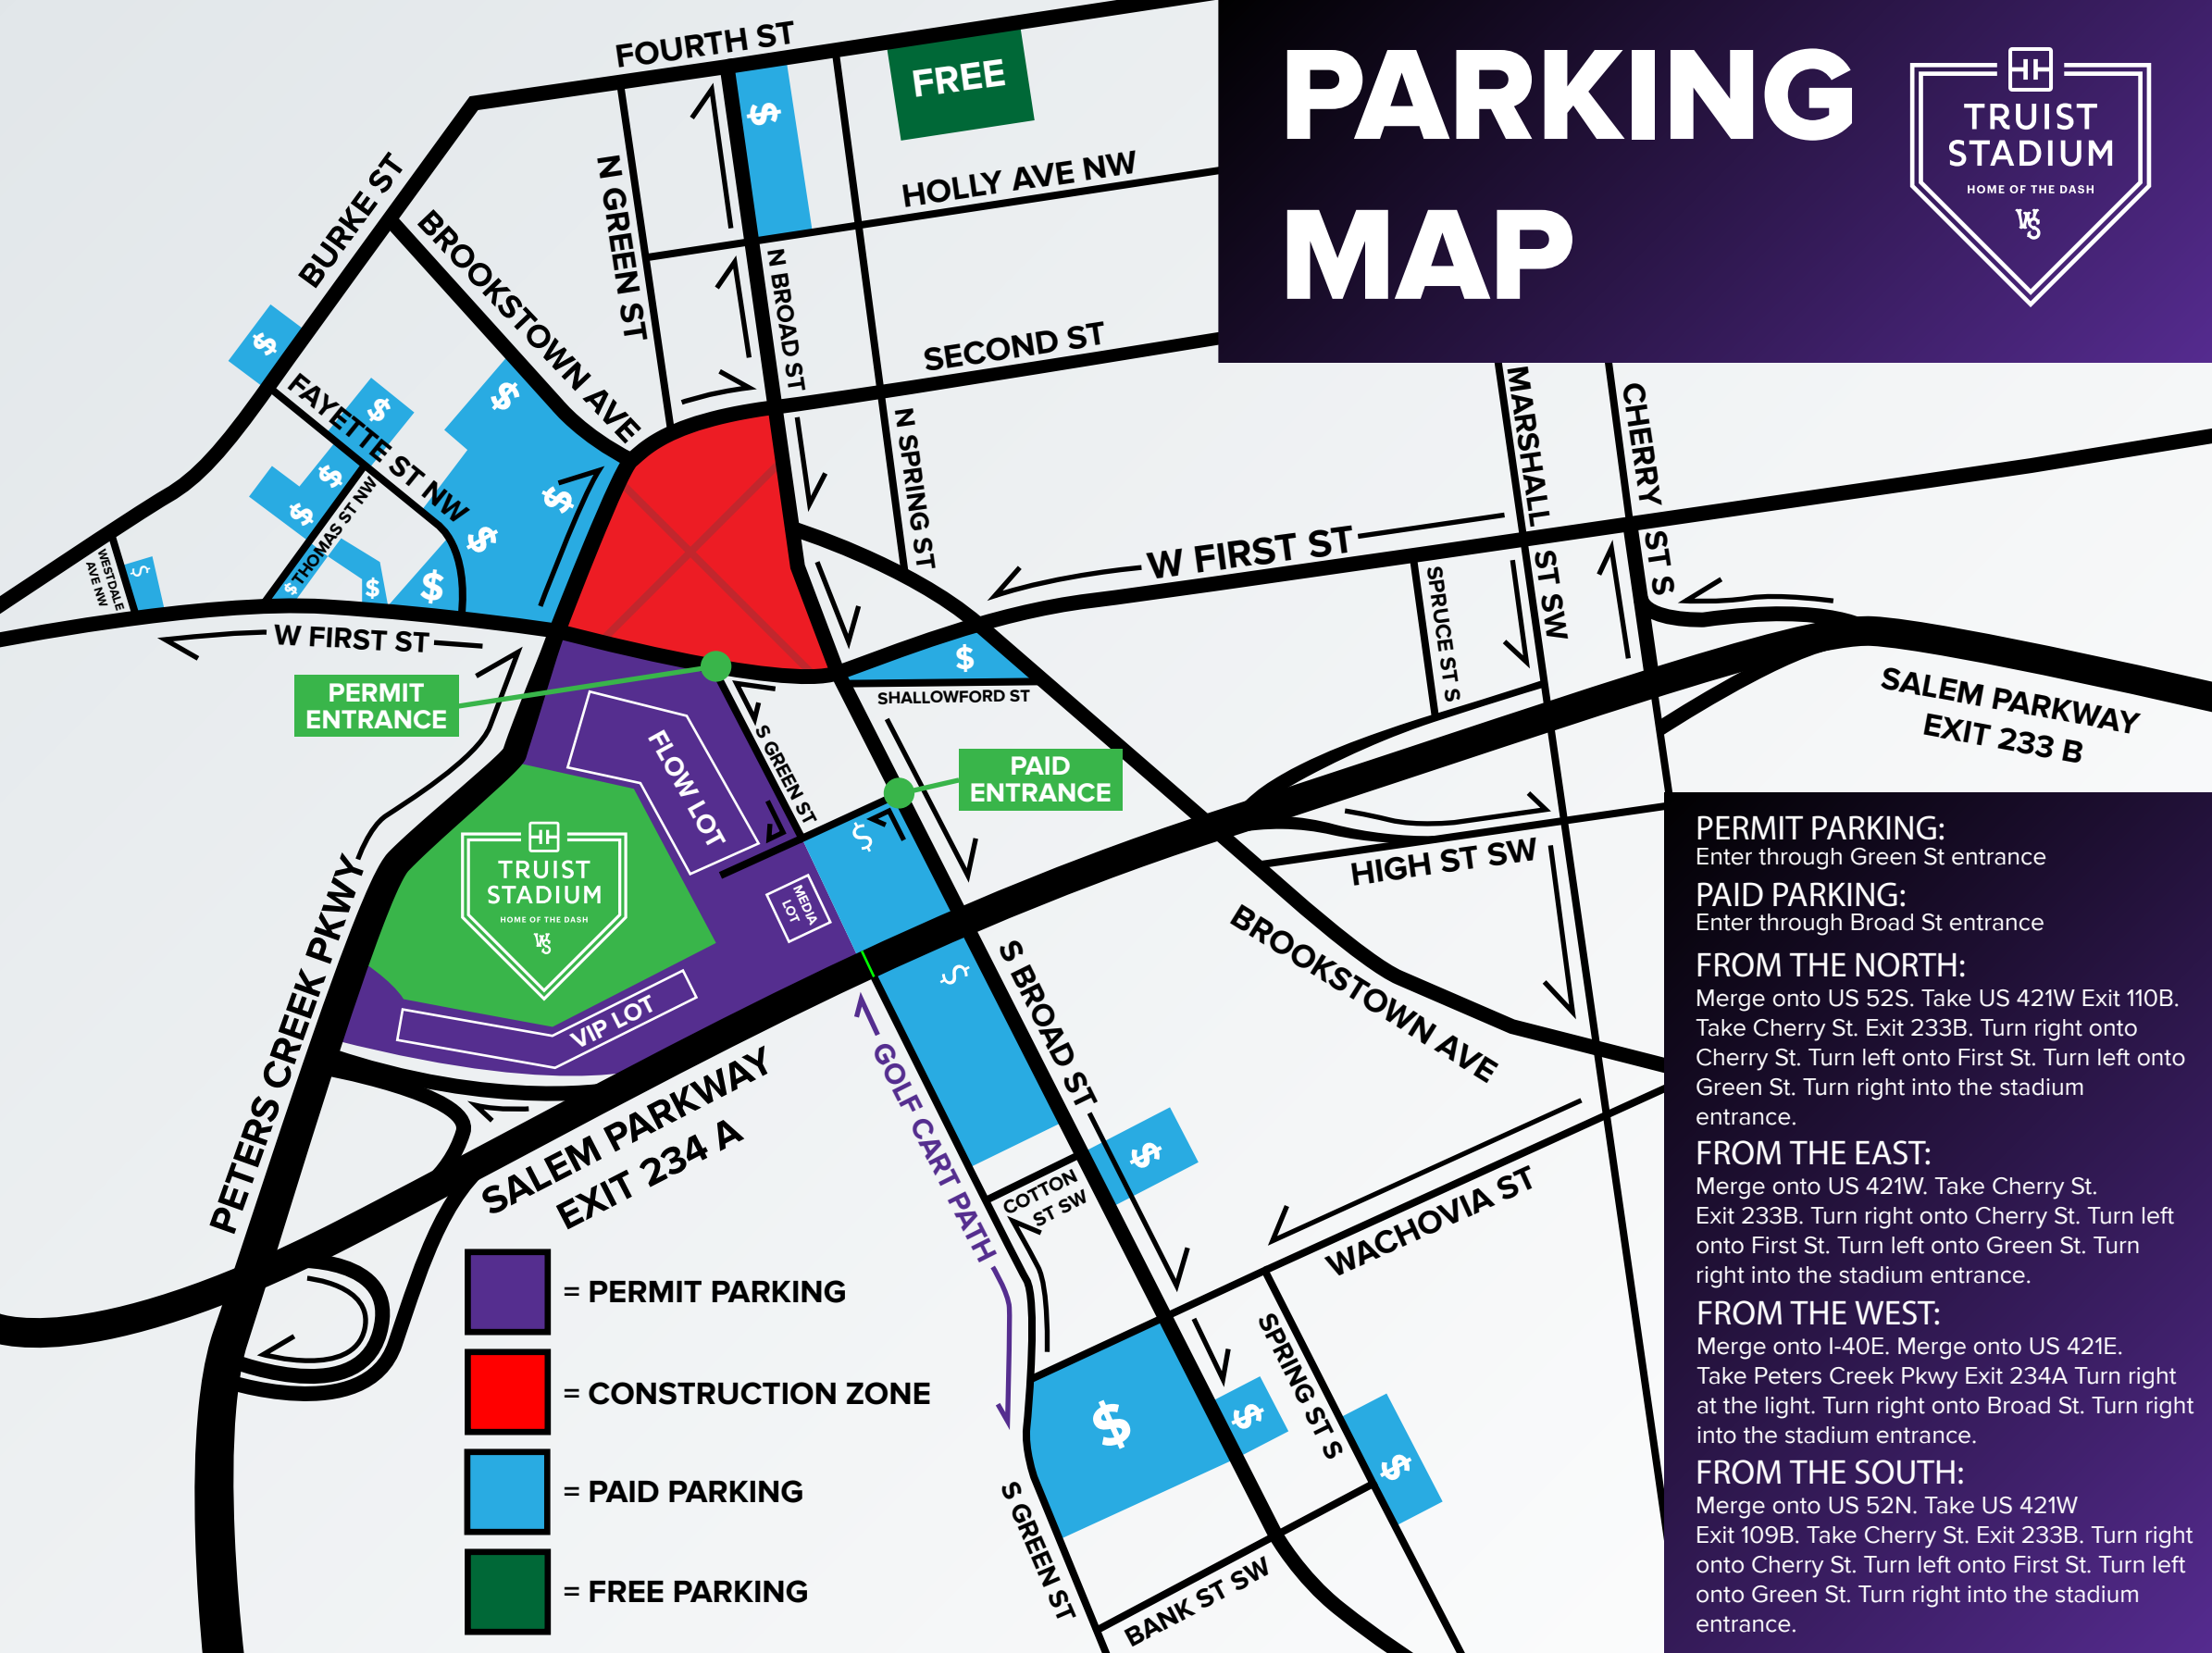 PARKING
MAP
TRUIST
STADIUM
HOME OF THE DASH
WS
FOURTH ST
FREE
$
N GREEN ST
HOLLY AVE NW
BURKE ST
BROOKSTOWN AVE
N BROAD ST
SECOND ST
$
FAYETTE ST NW
$
$
$
$
$
$
$
THOMAS ST NW
$
$
WESTDALE
AVE NW
$
N SPRING ST
MARSHALL
ST SW
CHERRY
ST S
W FIRST ST
W FIRST ST
SPRUCE ST S
$
SHALLOWFORD ST
PERMIT
ENTRANCE
SALEM PARKWAY
EXIT 233 B
FLOW LOT
S GREEN ST
PAID
ENTRANCE
$
HIGH ST SW
TRUIST
STADIUM
HOME OF THE DASH
WS
MEDIA
LOT
VIP LOT
PETERS CREEK PKWY
BROOKSTOWN AVE
$
S BROAD ST
GOLF CART PATH
SALEM PARKWAY
EXIT 234 A
$
COTTON
ST SW
WACHOVIA ST
SPRING ST S
$
$
$
S GREEN ST
BANK ST SW
= PERMIT PARKING
= CONSTRUCTION ZONE
= PAID PARKING
= FREE PARKING
PERMIT PARKING:
Enter through Green St entrance
PAID PARKING:
Enter through Broad St entrance
FROM THE NORTH:
Merge onto US 52S. Take US 421W Exit 110B.
Take Cherry St. Exit 233B. Turn right onto
Cherry St. Turn left onto First St. Turn left onto
Green St. Turn right into the stadium
entrance.
FROM THE EAST:
Merge onto US 421W. Take Cherry St.
Exit 233B. Turn right onto Cherry St. Turn left
onto First St. Turn left onto Green St. Turn
right into the stadium entrance.
FROM THE WEST:
Merge onto I-40E. Merge onto US 421E.
Take Peters Creek Pkwy Exit 234A Turn right
at the light. Turn right onto Broad St. Turn right
into the stadium entrance.
FROM THE SOUTH:
Merge onto US 52N. Take US 421W
Exit 109B. Take Cherry St. Exit 233B. Turn right
onto Cherry St. Turn left onto First St. Turn left
onto Green St. Turn right into the stadium
entrance.